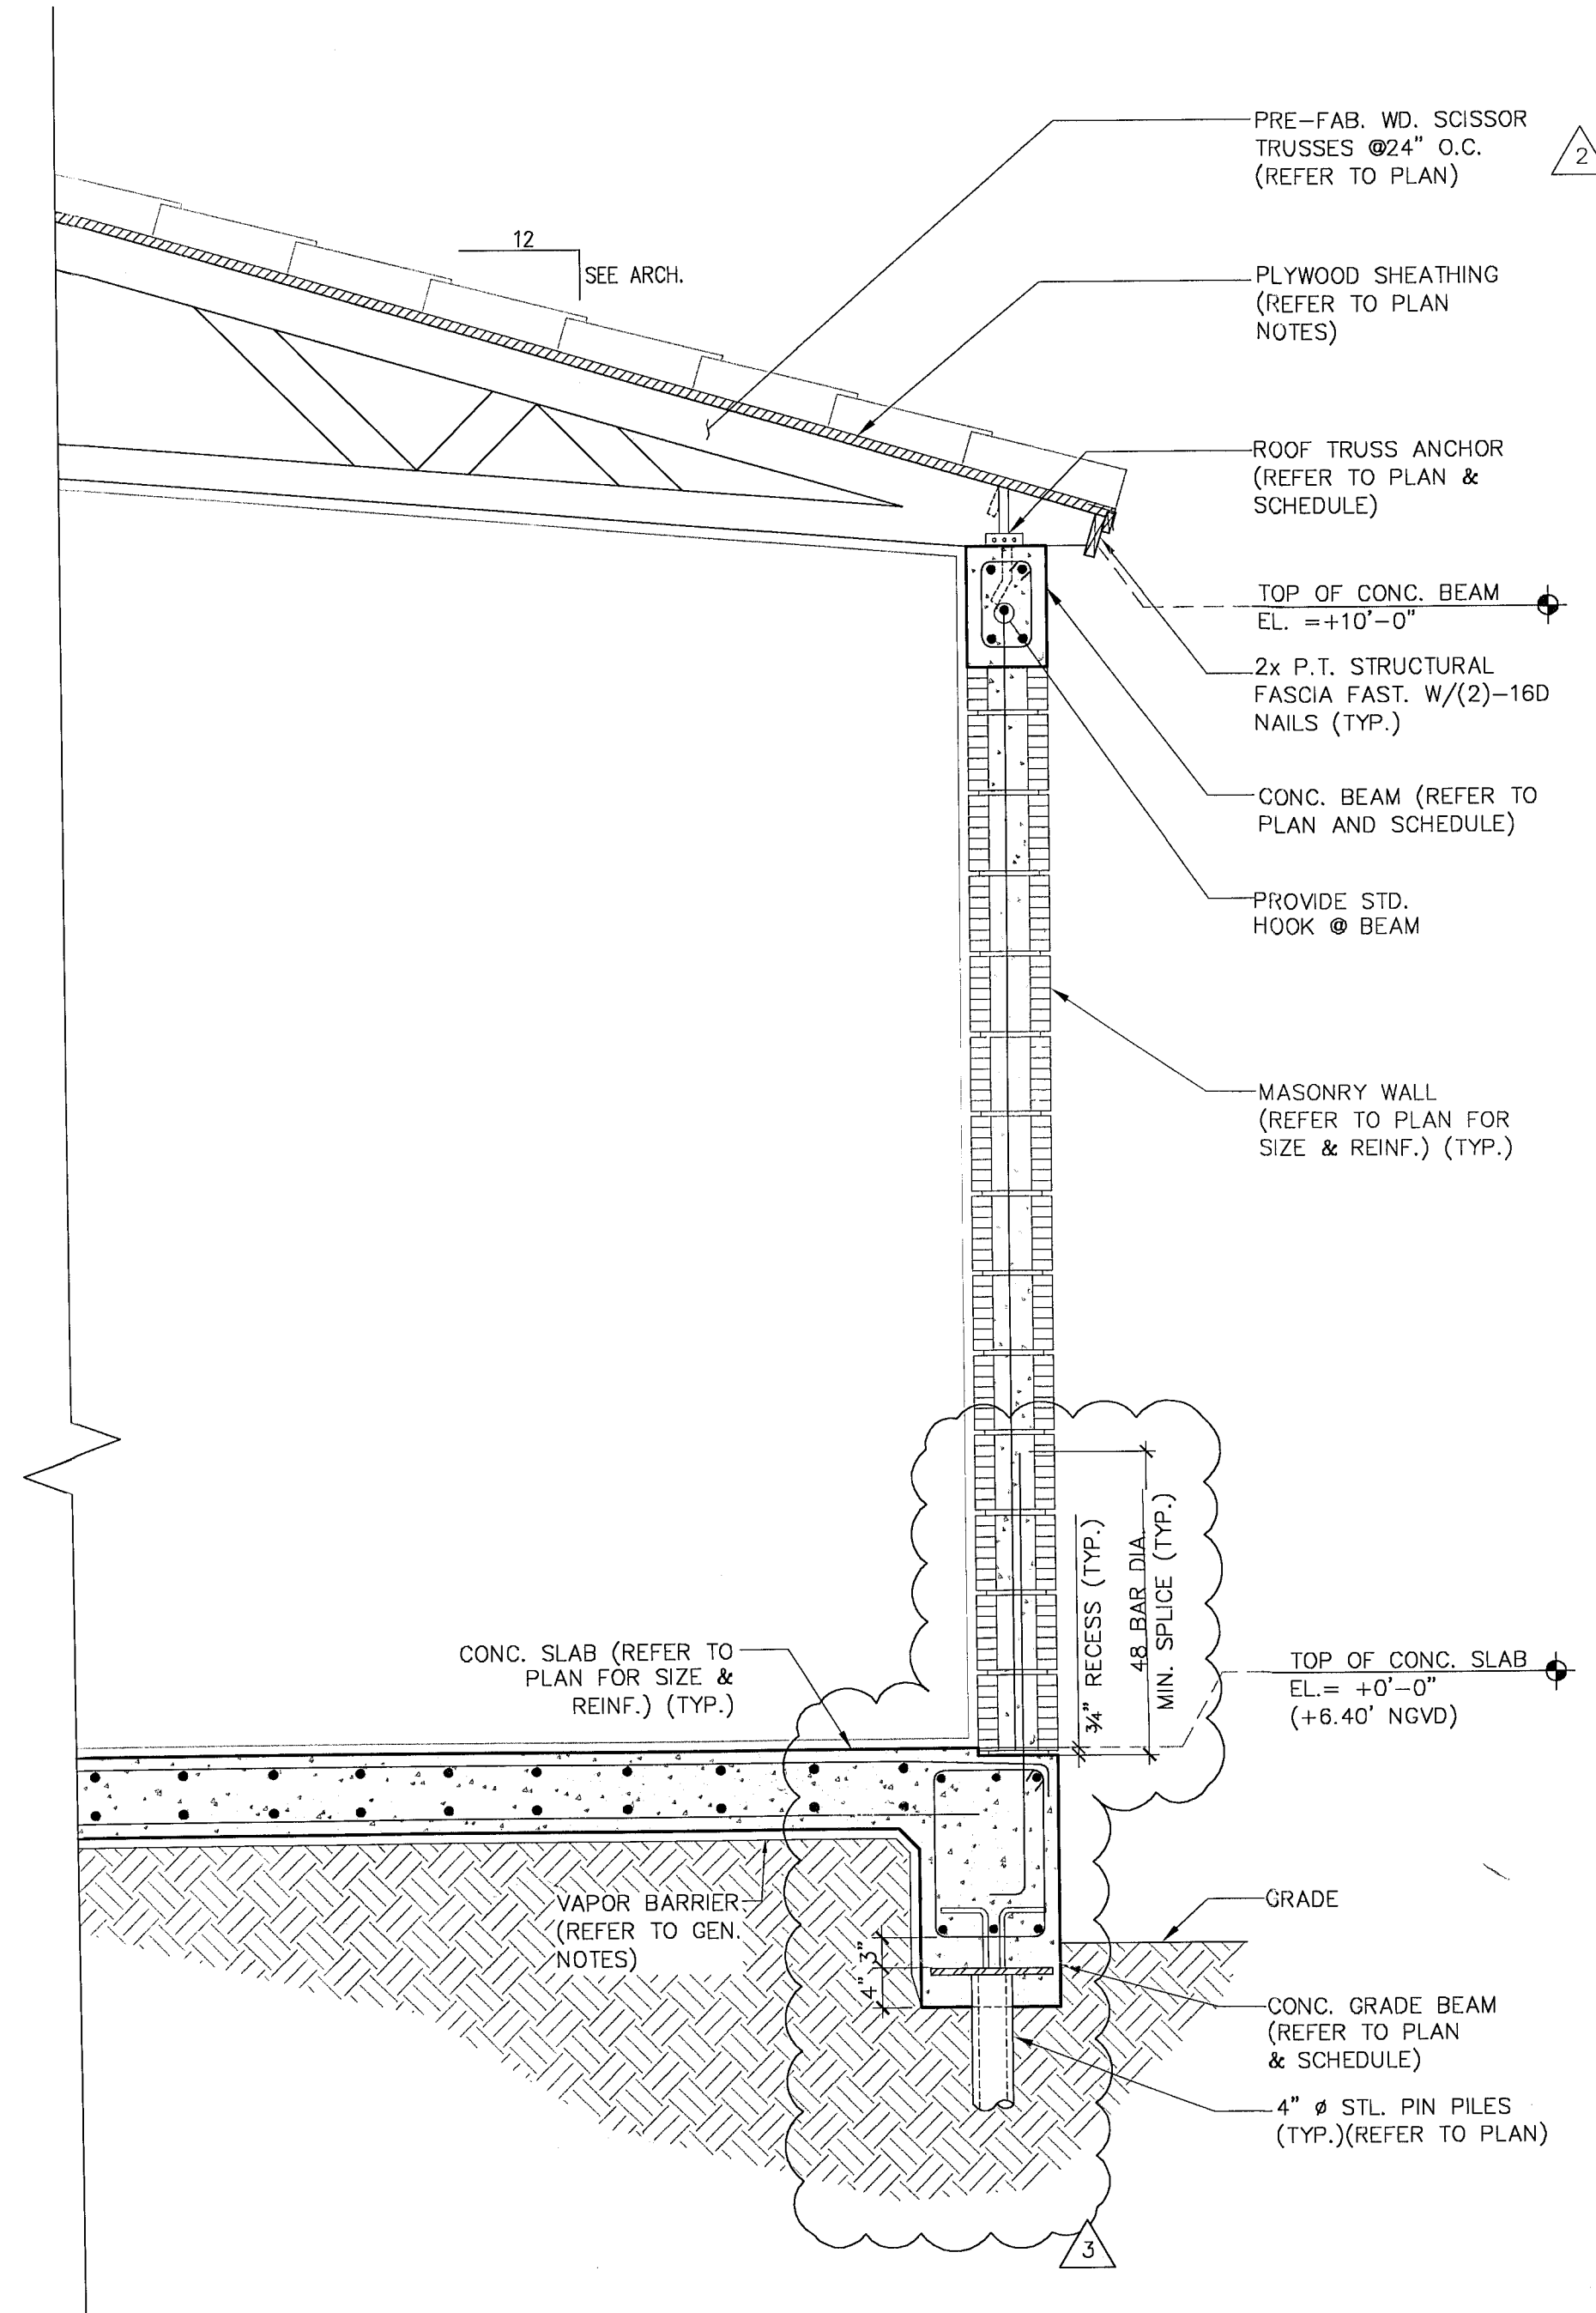 PRE-FAB. WD. SCISSOR
TRUSSES @24" O.C.
(REFER TO PLAN)
2
12
SEE ARCH.
PLYWOOD SHEATHING
(REFER TO PLAN
NOTES)
ROOF TRUSS ANCHOR
(REFER TO PLAN &
SCHEDULE)
TOP OF CONC. BEAM
EL. =+10'-0"
2x P.T. STRUCTURAL
FASCIA FAST. W/(2)-16D
NAILS (TYP.)
CONC. BEAM (REFER TO
PLAN AND SCHEDULE)
PROVIDE STD.
HOOK @ BEAM
MASONRY WALL
(REFER TO PLAN FOR
SIZE & REINF.) (TYP.)
3/4" RECESS (TYP.)
48 BAR DIA.
MIN. SPLICE (TYP.)
CONC. SLAB (REFER TO
PLAN FOR SIZE &
REINF.) (TYP.)
TOP OF CONC. SLAB
EL.= +0'-0"
(+6.40' NGVD)
VAPOR BARRIER
(REFER TO GEN.
NOTES)
3"
4"
GRADE
CONC. GRADE BEAM
(REFER TO PLAN
& SCHEDULE)
4" ø STL. PIN PILES
(TYP.)(REFER TO PLAN)
3